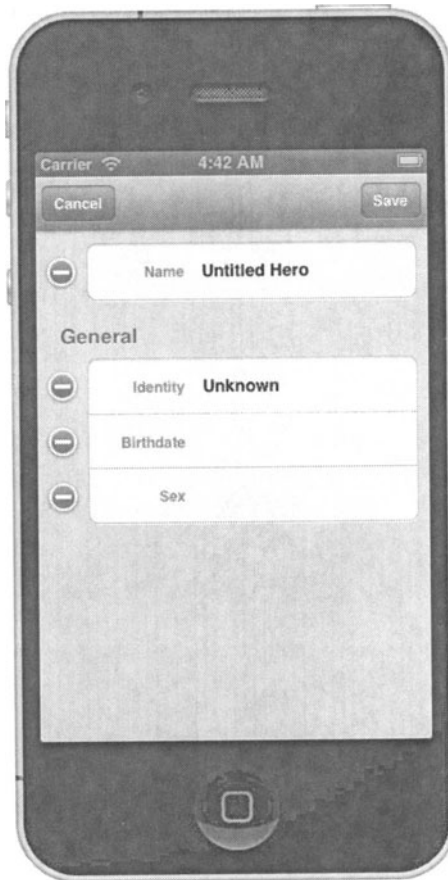 Carrier 4:42 AM
Cancel Save
Name Untitled Hero
General
Identity Unknown
Birthdate
Sex